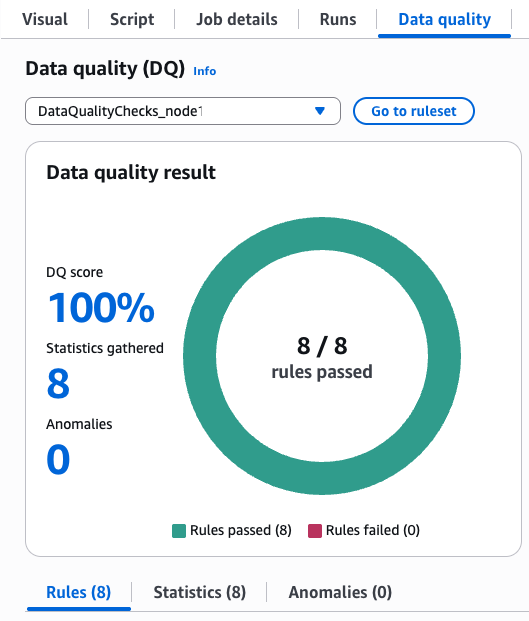 Visual Script Job details Runs Data quality
Data quality (DQ) Info
DataQualityChecks_node1 Go to ruleset
Data quality result
DQ score
100%
Statistics gathered
8
Anomalies
0
8 / 8
rules passed
Rules passed (8) Rules failed (0)
Rules (8) Statistics (8) Anomalies (0)